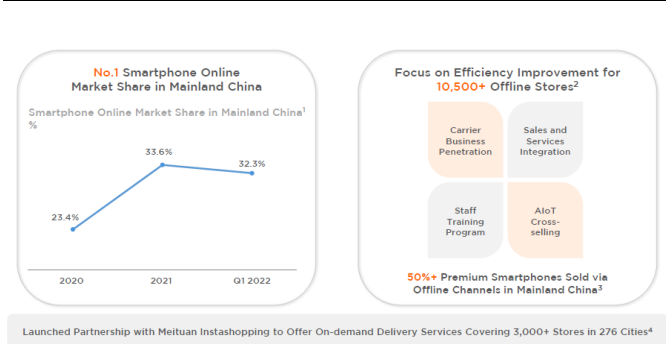 No.1 Smartphone Online
Market Share in Mainland China
Smartphone Online Market Share in Mainland China1
%
33.6%
32.3%
23.4%
2020 2021 Q1 2022
Focus on Efficiency Improvement for
10,500+ Offline Stores2
Carrier
Business
Penetration
Sales and
Services
Integration
Staff
Training
Program
AIoT
Cross-
selling
50%+ Premium Smartphones Sold via
Offline Channels in Mainland China3
Launched Partnership with Meituan Instashopping to Offer On-demand Delivery Services Covering 3,000+ Stores in 276 Cities4